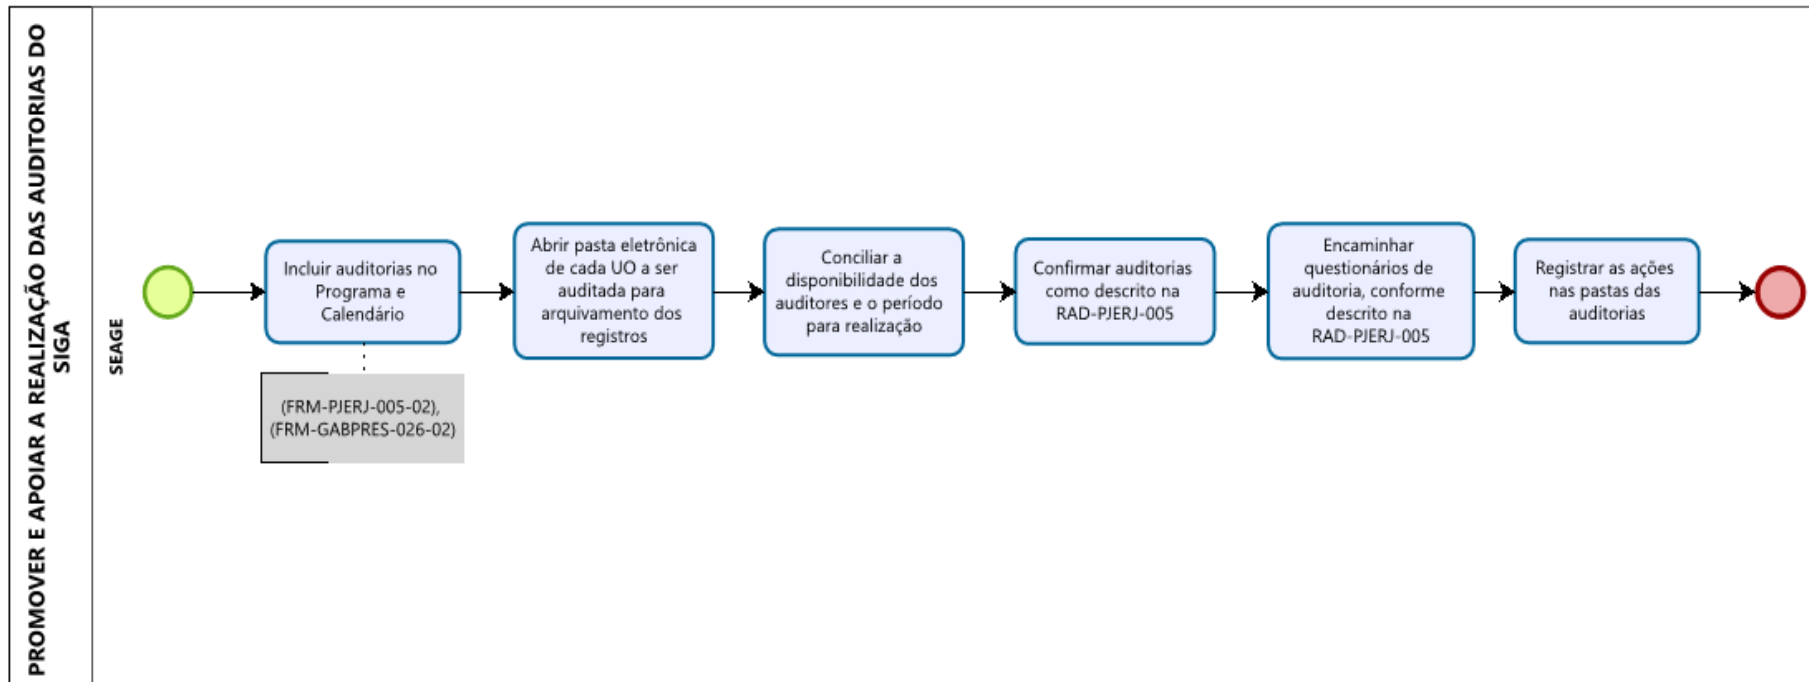 PROMOVER E APOIAR A REALIZAÇÃO DAS AUDITORIAS DO
SIGA
SEAGE
Incluir auditorias no
Programa e
Calendário
(FRM-PJERJ-005-02),
(FRM-GABPRES-026-02)
Abrir pasta eletrônica
de cada UO a ser
auditada para
arquivamento dos
registros
Conciliar a
disponibilidade dos
auditores e o período
para realização
Confirmar auditorias
como descrito na
RAD-PJERJ-005
Encaminhar
questionários de
auditoria, conforme
descrito na
RAD-PJERJ-005
Registrar as ações
nas pastas das
auditorias